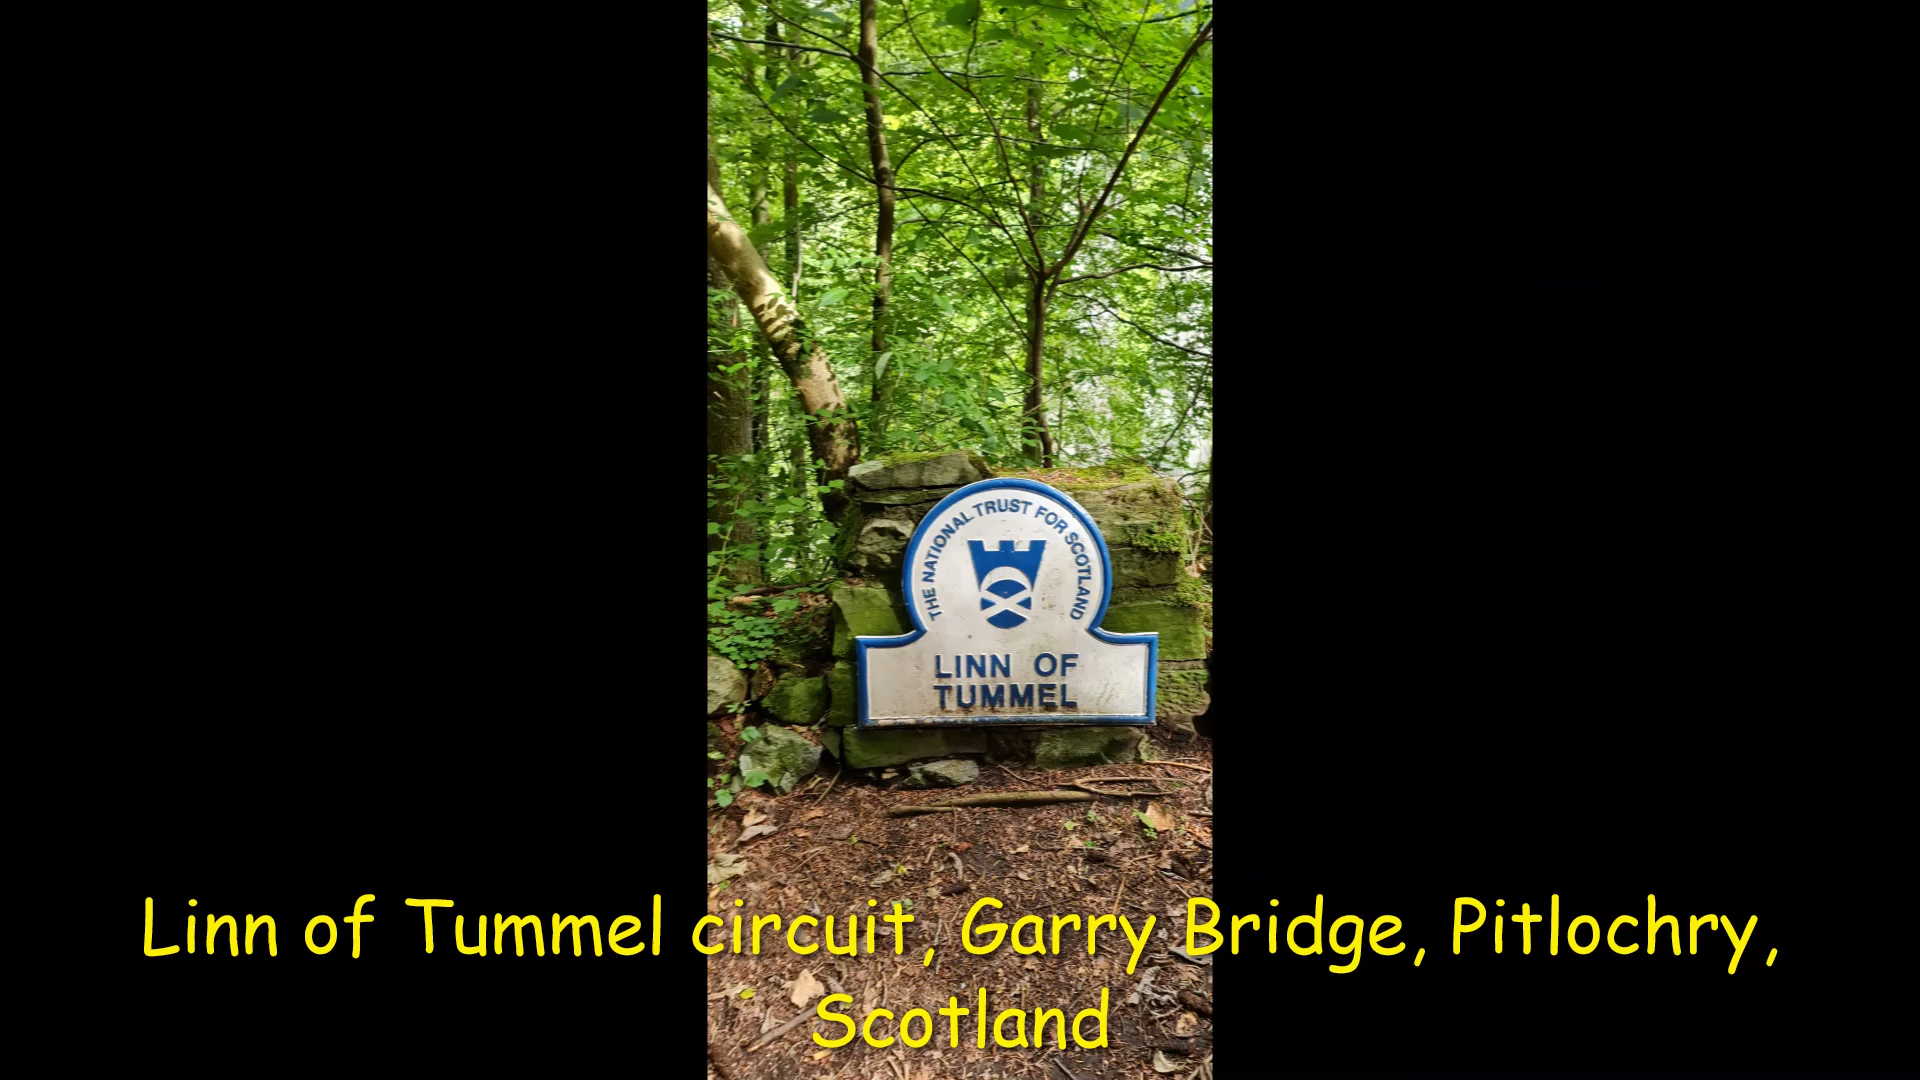 THE NATIONAL TRUST FOR SCOTLAND
LINN OF
TUMMEL
Linn of Tummel circuit, Garry Bridge, Pitlochry,
Scotland